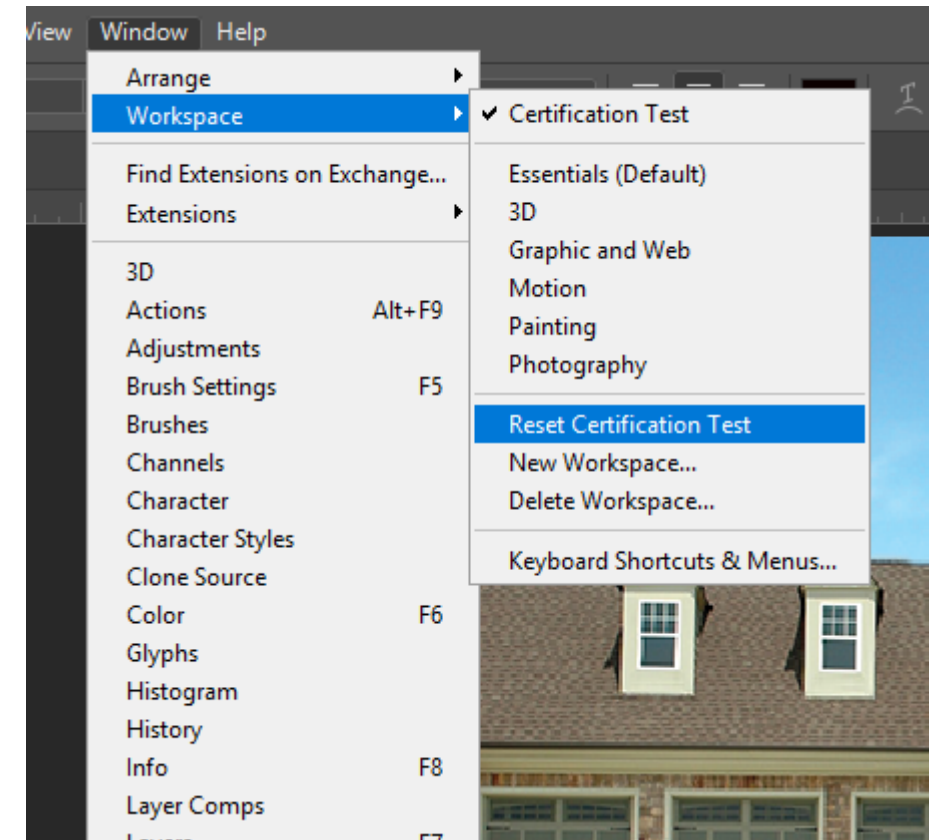 View Window Help
Arrange
Workspace
Find Extensions on Exchange...
Extensions
3D
Actions Alt+F9
Adjustments
Brush Settings F5
Brushes
Channels
Character
Character Styles
Clone Source
Color F6
Glyphs
Histogram
History
Info F8
Layer Comps
Layers F7
Certification Test
Essentials (Default)
3D
Graphic and Web
Motion
Painting
Photography
Reset Certification Test
New Workspace...
Delete Workspace...
Keyboard Shortcuts & Menus...